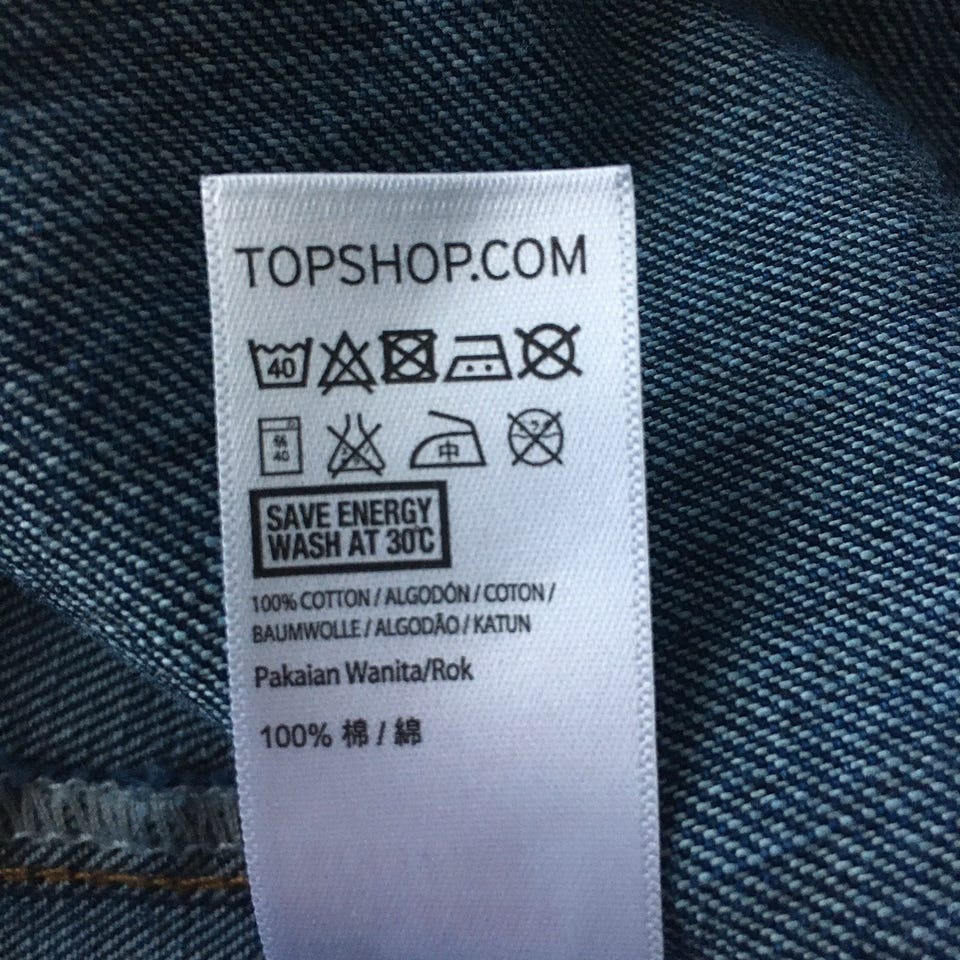 TOPSHOP.COM
40
40
中
SAVE ENERGY
WASH AT 30°C
100% COTTON / ALGODÓN / COTON /
BAUMWOLLE / ALGODÃO / KATUN
Pakaian Wanita/Rok
100% 棉 / 綿